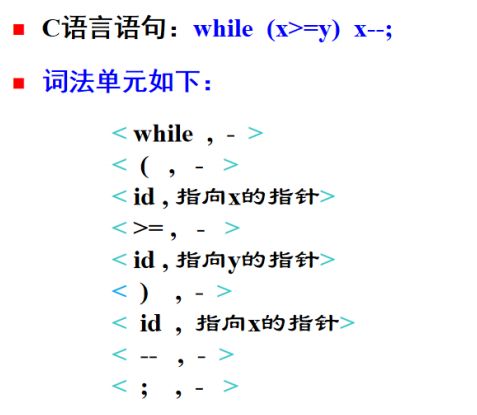 C语言语句：while (x>=y) x--;
词法单元如下：
< while , - >
< ( , - >
< id , 指向x的指针>
< >= , - >
< id , 指向y的指针>
< ) , - >
< id , 指向x的指针>
< -- , - >
< ; , - >